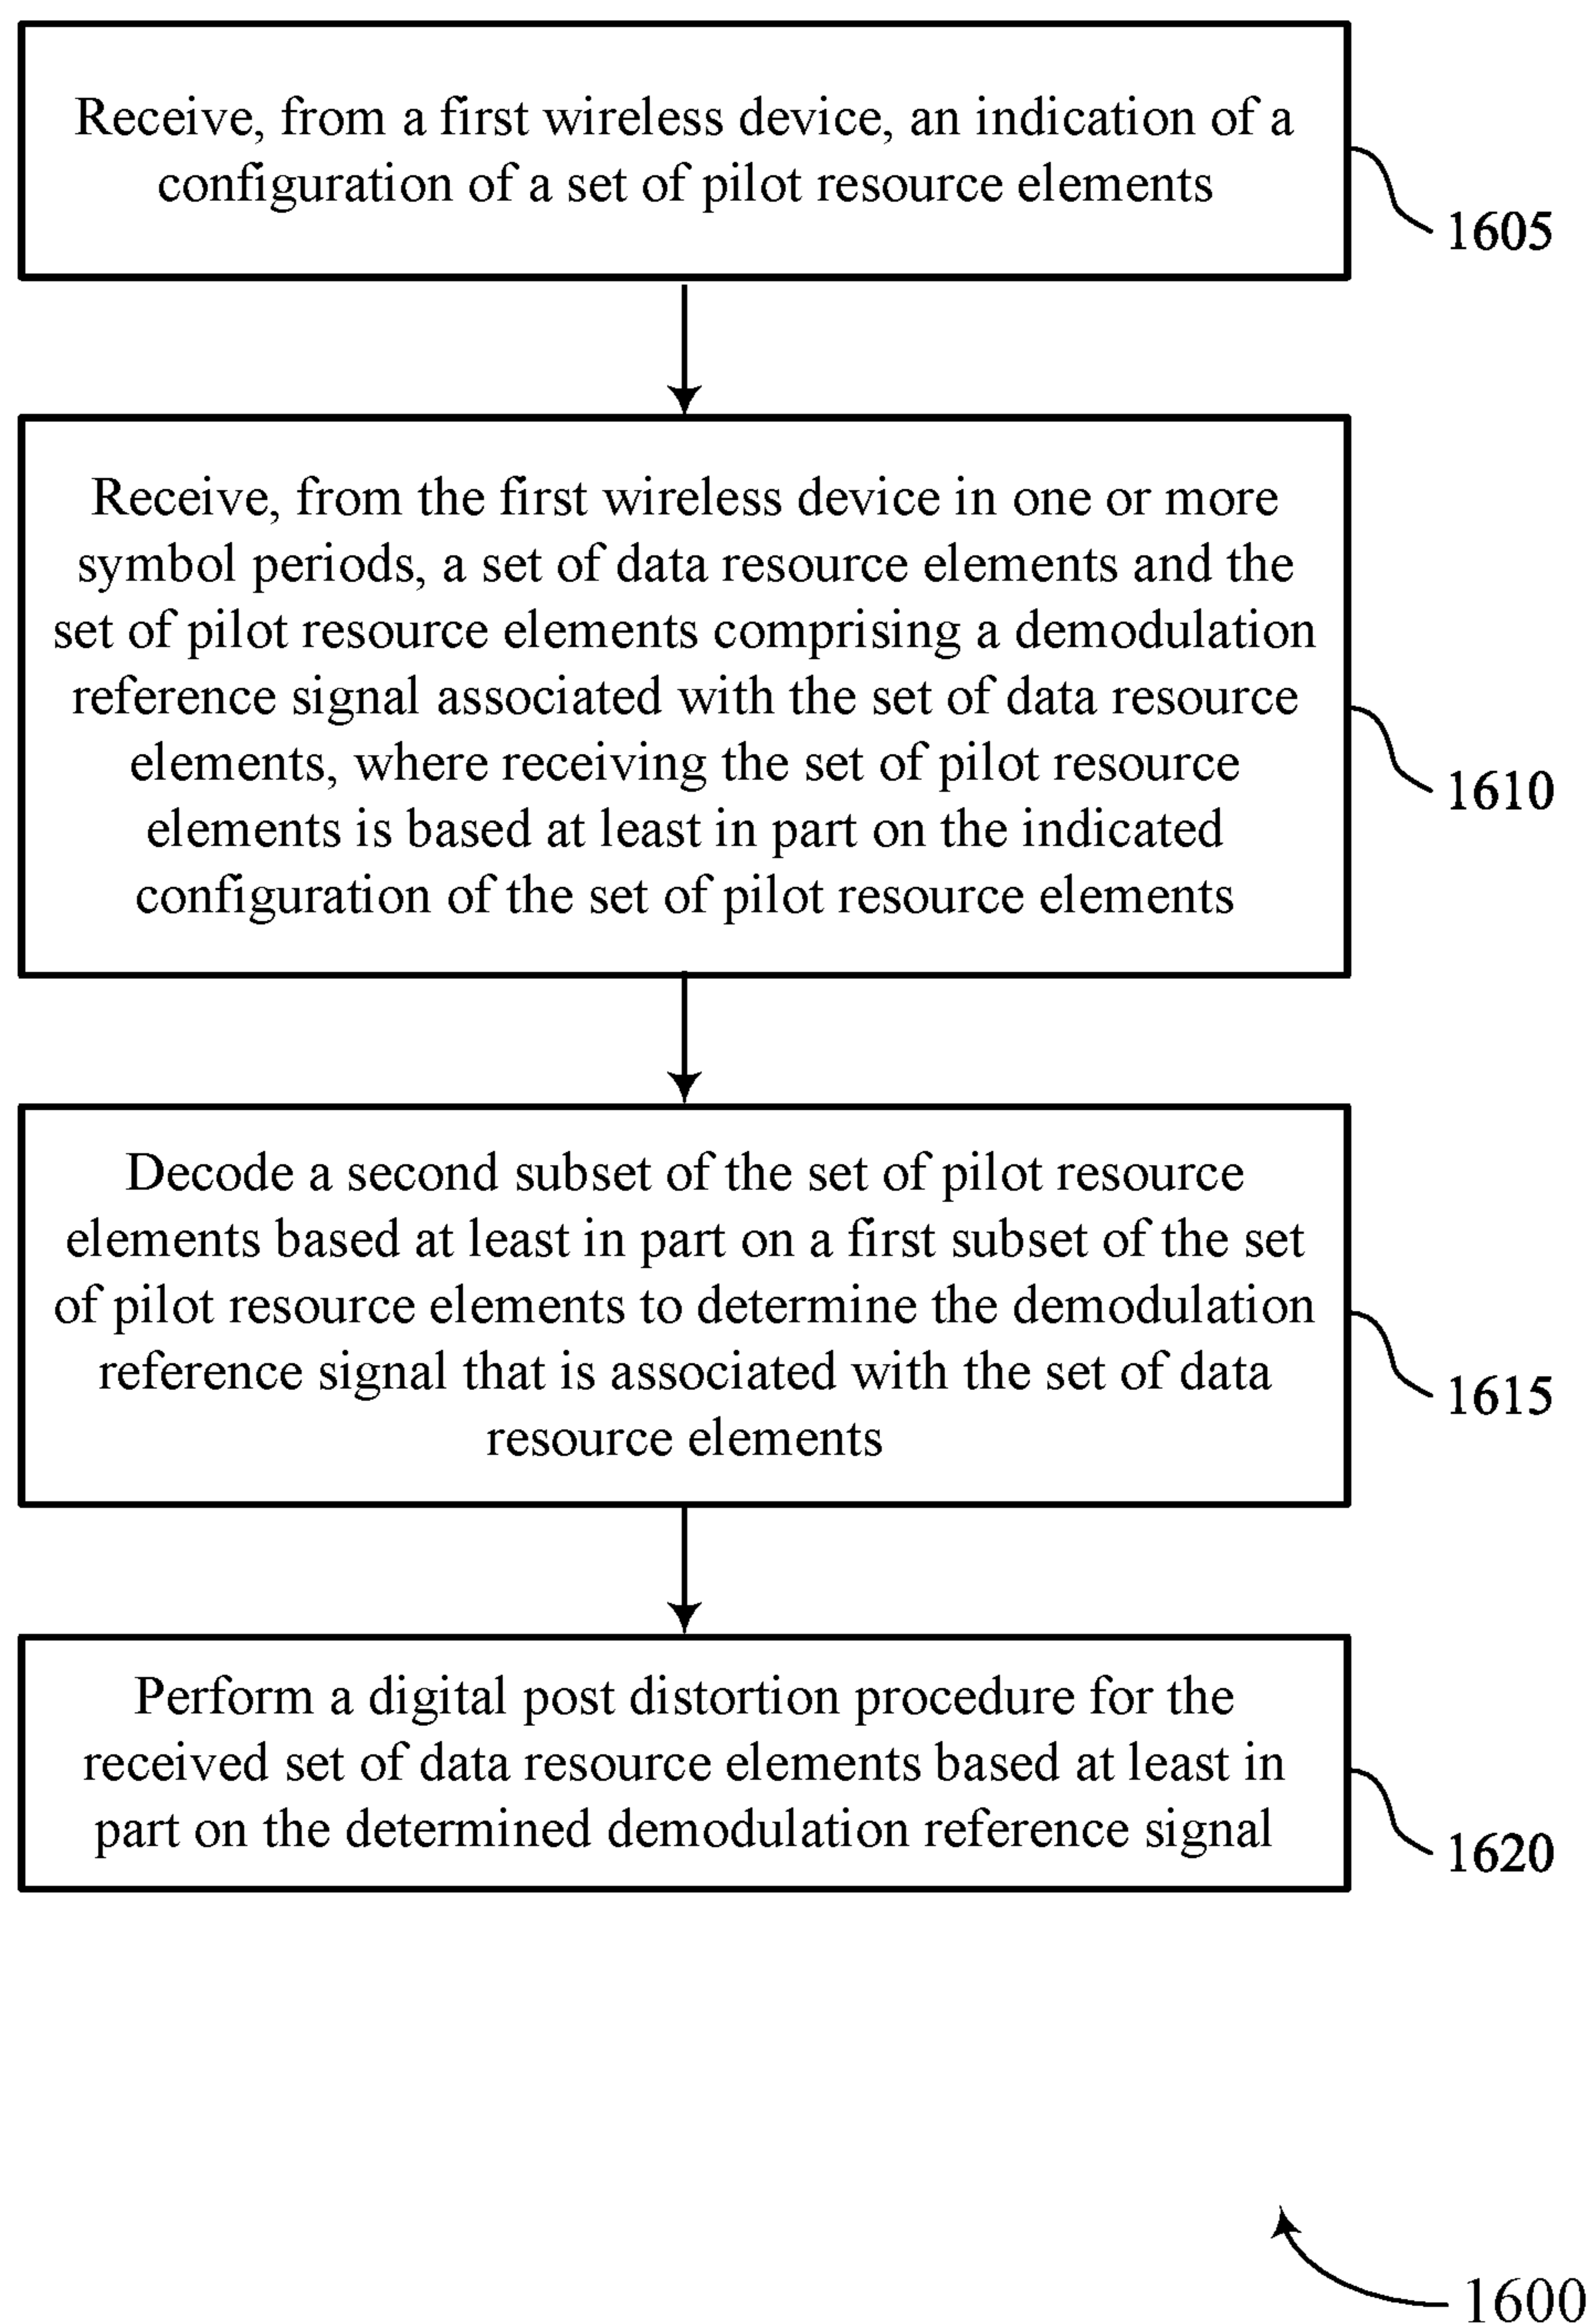 Receive, from a first wireless device, an indication of a
configuration of a set of pilot resource elements
1605
Receive, from the first wireless device in one or more
symbol periods, a set of data resource elements and the
set of pilot resource elements comprising a demodulation
reference signal associated with the set of data resource
elements, where receiving the set of pilot resource
elements is based at least in part on the indicated
configuration of the set of pilot resource elements
1610
Decode a second subset of the set of pilot resource
elements based at least in part on a first subset of the set
of pilot resource elements to determine the demodulation
reference signal that is associated with the set of data
resource elements
1615
Perform a digital post distortion procedure for the
received set of data resource elements based at least in
part on the determined demodulation reference signal
1620
1600